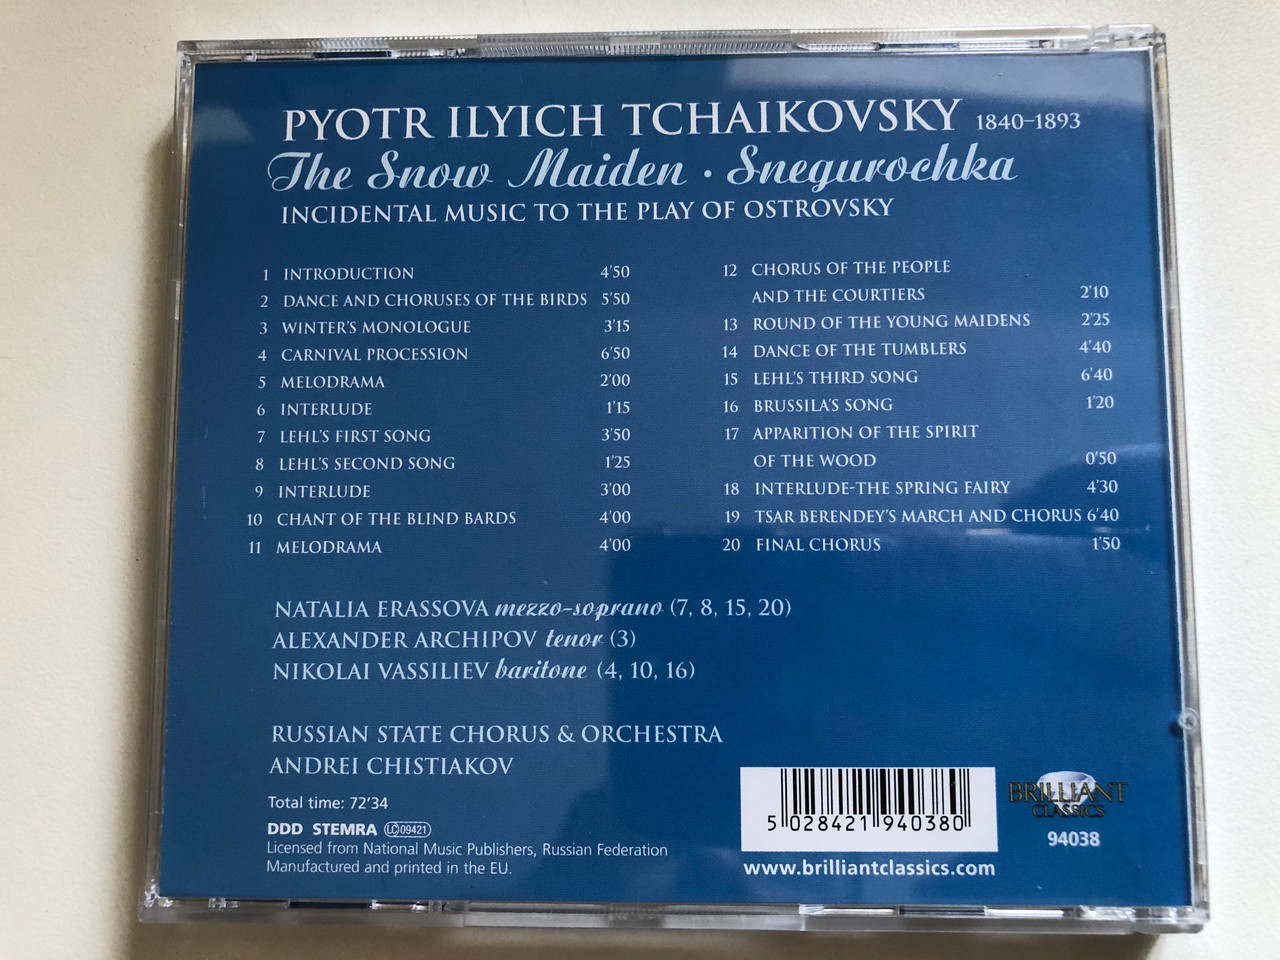 PYOTR ILYICH TCHAIKOVSKY 1840–1893
The Snow Maiden · Snegurochka
INCIDENTAL MUSIC TO THE PLAY OF OSTROVSKY
1 INTRODUCTION 4'50
2 DANCE AND CHORUSES OF THE BIRDS 5'50
3 WINTER'S MONOLOGUE 3'15
4 CARNIVAL PROCESSION 6'50
5 MELODRAMA 2'00
6 INTERLUDE 1'15
7 LEHL'S FIRST SONG 3'50
8 LEHL'S SECOND SONG 1'25
9 INTERLUDE 3'00
10 CHANT OF THE BLIND BARDS 4'00
11 MELODRAMA 4'00
12 CHORUS OF THE PEOPLE
AND THE COURTIERS 2'10
13 ROUND OF THE YOUNG MAIDENS 2'25
14 DANCE OF THE TUMBLERS 4'40
15 LEHL'S THIRD SONG 6'40
16 BRUSSILA'S SONG 1'20
17 APPARITION OF THE SPIRIT
OF THE WOOD 0'50
18 INTERLUDE-THE SPRING FAIRY 4'30
19 TSAR BERENDEY'S MARCH AND CHORUS 6'40
20 FINAL CHORUS 1'50
NATALIA ERASSOVA mezzo-soprano (7, 8, 15, 20)
ALEXANDER ARCHIPOV tenor (3)
NIKOLAI VASSILIEV baritone (4, 10, 16)
RUSSIAN STATE CHORUS & ORCHESTRA
ANDREI CHISTIAKOV
Total time: 72'34
DDD STEMRA LC 09421
Licensed from National Music Publishers, Russian Federation
Manufactured and printed in the EU.
5 028421 940380
www.brilliantclassics.com
BRILLIANT
CLASSICS
94038